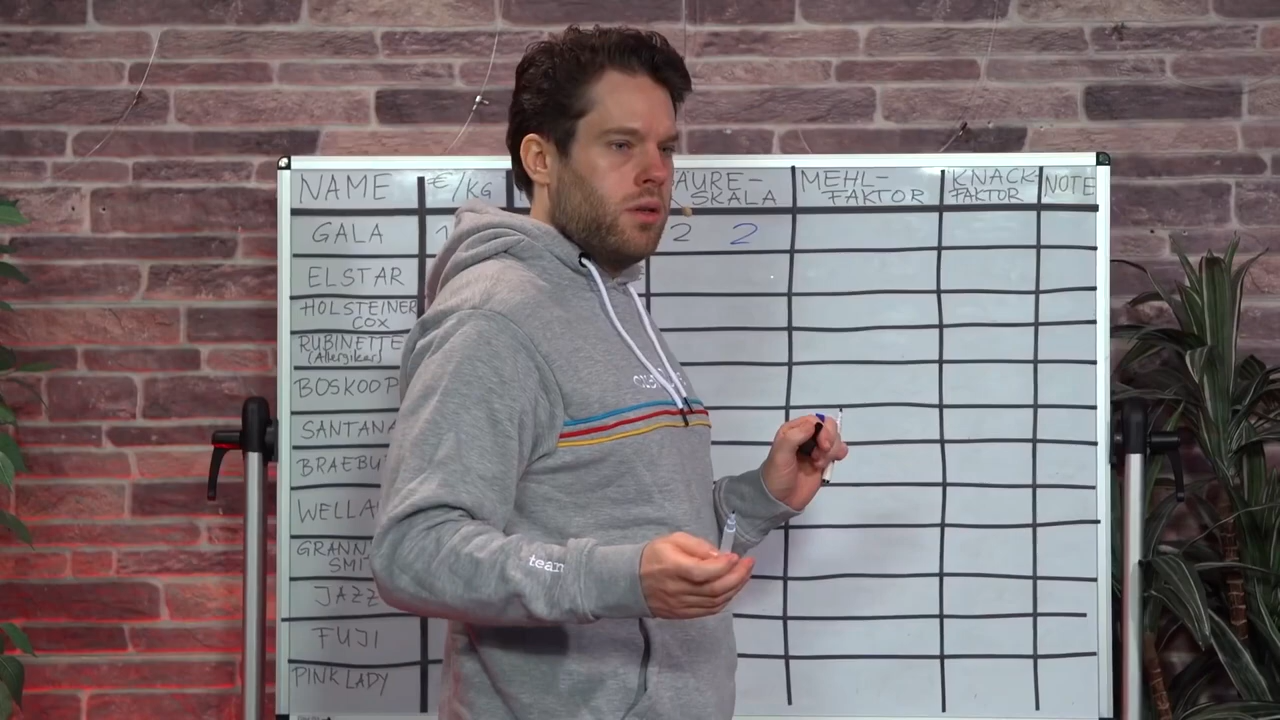 NAME €/KG MEHL- KNACK- NOTE
SKALA FAKTOR FAKTOR
GALA 2 2
ELSTAR
HOLSTEINER
COX
RUBINETTE
(Allergiker)
BOSKOOP
SANTANA
JAZZ
FUJI
PINK LADY